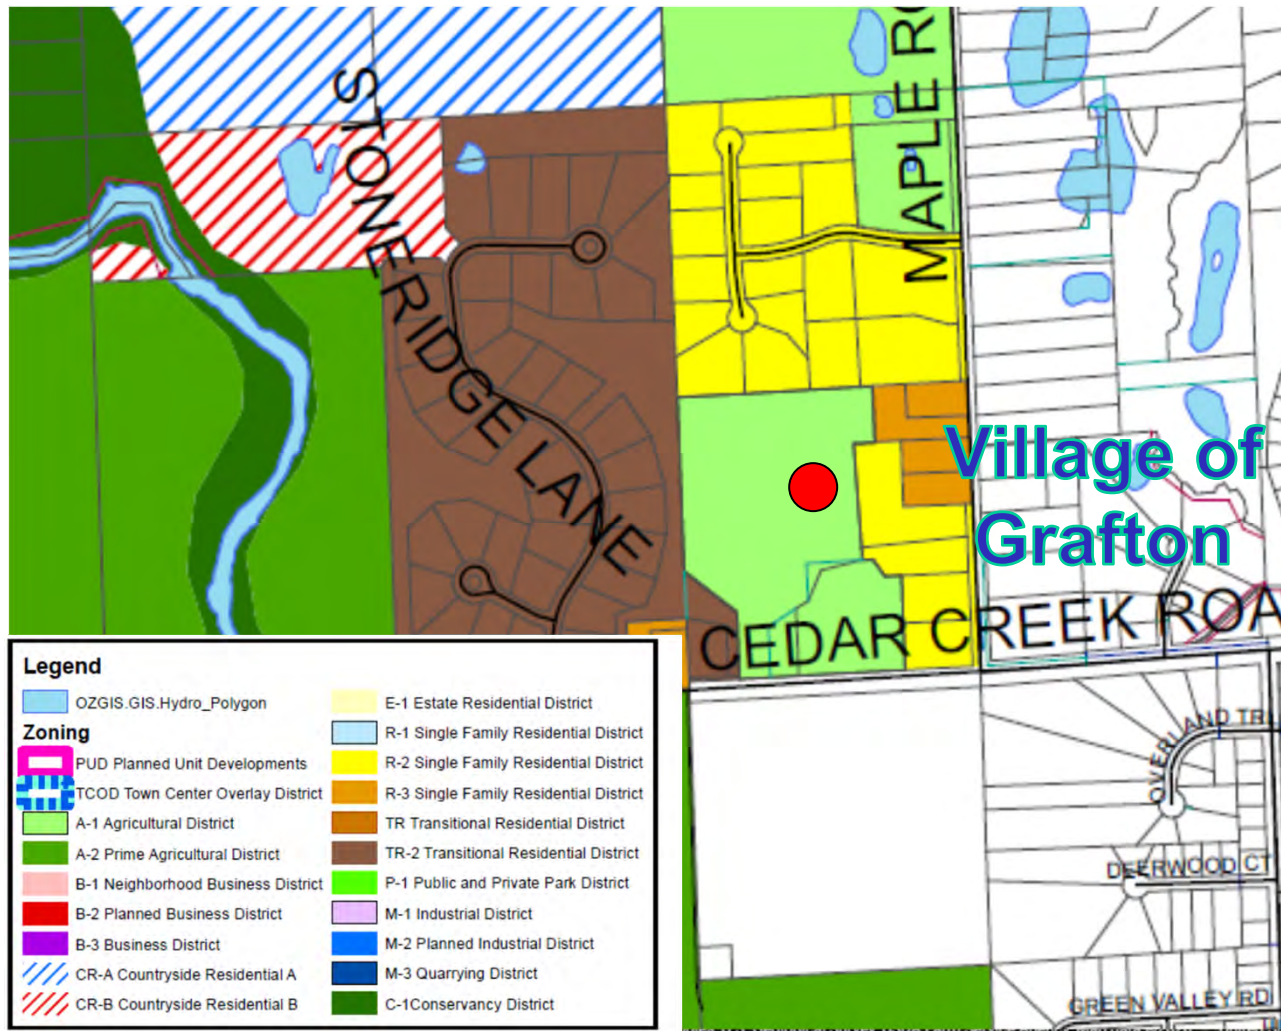 STONERIDGE LANE
MAPLE RO
Village of
Grafton
CEDAR CREEK ROA
OVERLAND TR
DEERWOOD CT
GREEN VALLEY RD
Legend
OZGIS.GIS.Hydro_Polygon
Zoning
PUD Planned Unit Developments
TCOD Town Center Overlay District
A-1 Agricultural District
A-2 Prime Agricultural District
B-1 Neighborhood Business District
B-2 Planned Business District
B-3 Business District
CR-A Countryside Residential A
CR-B Countryside Residential B
E-1 Estate Residential District
R-1 Single Family Residential District
R-2 Single Family Residential District
R-3 Single Family Residential District
TR Transitional Residential District
TR-2 Transitional Residential District
P-1 Public and Private Park District
M-1 Industrial District
M-2 Planned Industrial District
M-3 Quarrying District
C-1Conservancy District